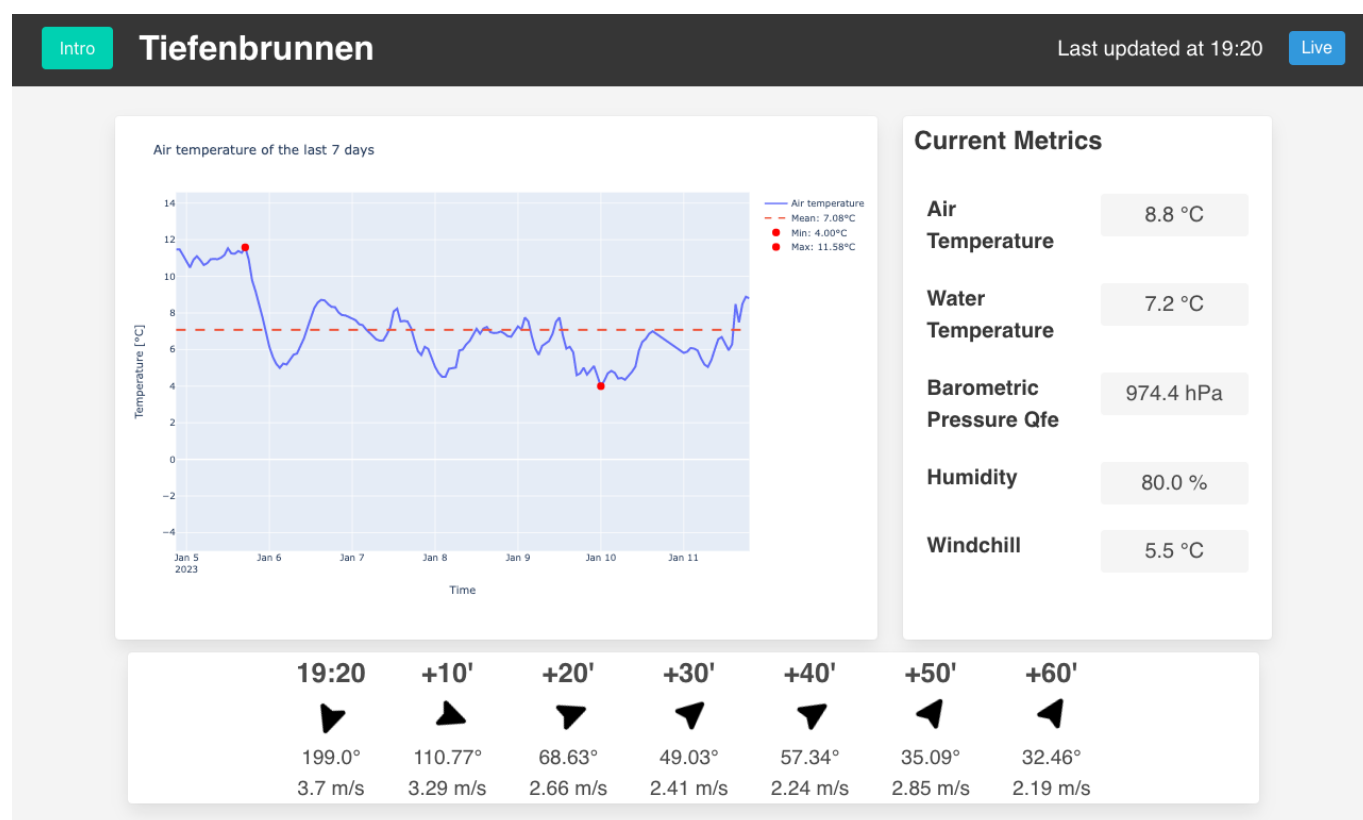 Intro
Tiefenbrunnen
Last updated at 19:20
Live
Air temperature of the last 7 days
14
12
10
8
6
4
2
0
−2
−4
Temperature [°C]
Jan 5
2023
Jan 6
Jan 7
Jan 8
Jan 9
Jan 10
Jan 11
Time
Air temperature
Mean: 7.08°C
Min: 4.00°C
Max: 11.58°C
Current Metrics
Air
Temperature
8.8 °C
Water
Temperature
7.2 °C
Barometric
Pressure Qfe
974.4 hPa
Humidity
80.0 %
Windchill
5.5 °C
19:20 +10' +20' +30' +40' +50' +60'
199.0° 110.77° 68.63° 49.03° 57.34° 35.09° 32.46°
3.7 m/s 3.29 m/s 2.66 m/s 2.41 m/s 2.24 m/s 2.85 m/s 2.19 m/s